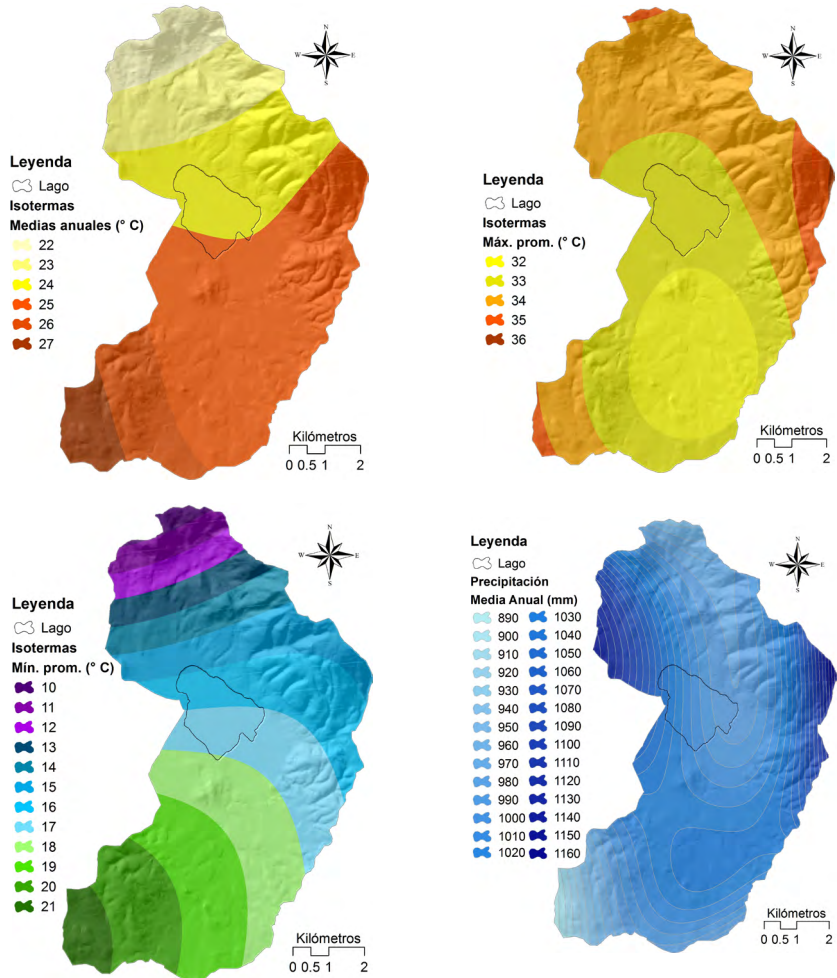 N
W E
S
Leyenda
Lago
Isotermas
Medias anuales (° C)
22
23
24
25
26
27
Kilómetros
0 0.5 1 2
N
W E
S
Leyenda
Lago
Isotermas
Máx. prom. (° C)
32
33
34
35
36
Kilómetros
0 0.5 1 2
N
W E
S
Leyenda
Lago
Isotermas
Mín. prom. (° C)
10
11
12
13
14
15
16
17
18
19
20
21
Kilómetros
0 0.5 1 2
N
W E
S
Leyenda
Lago
Precipitación
Media Anual (mm)
890 1030
900 1040
910 1050
920 1060
930 1070
940 1080
950 1090
960 1100
970 1110
980 1120
990 1130
1000 1140
1010 1150
1020 1160
Kilómetros
0 0.5 1 2